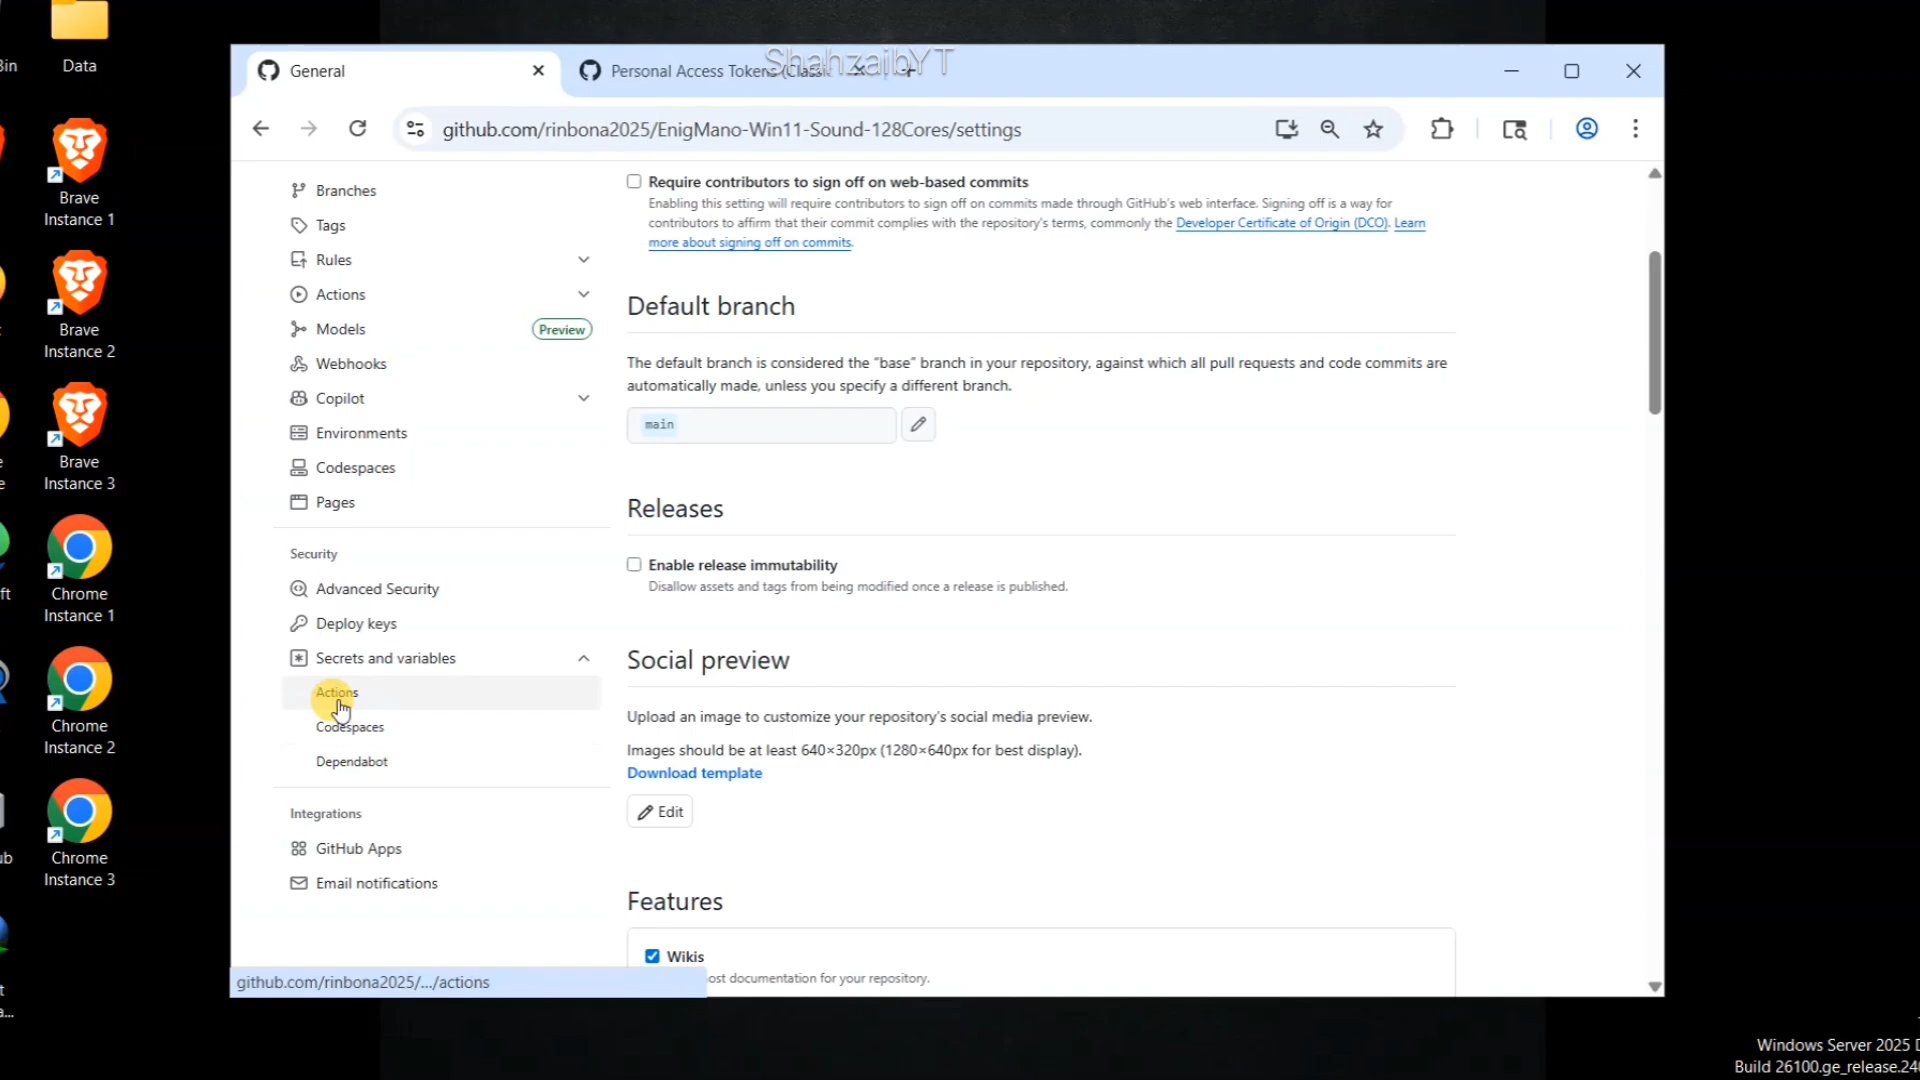 Bin
Data
Brave
Instance 1
Brave
Instance 2
Brave
Instance 3
Chrome
Instance 1
Chrome
Instance 2
Chrome
Instance 3
General
Personal Access Tokens (Classi
ShahzaibYT
github.com/rinbona2025/EnigMano-Win11-Sound-128Cores/settings
Branches
Tags
Rules
Actions
Models
Preview
Webhooks
Copilot
Environments
Codespaces
Pages
Security
Advanced Security
Deploy keys
Secrets and variables
Actions
Codespaces
Dependabot
Integrations
GitHub Apps
Email notifications
github.com/rinbona2025/.../actions
Require contributors to sign off on web-based commits
Enabling this setting will require contributors to sign off on commits made through GitHub's web interface. Signing off is a way for
contributors to affirm that their commit complies with the repository's terms, commonly the Developer Certificate of Origin (DCO). Learn
more about signing off on commits.
Default branch
The default branch is considered the "base" branch in your repository, against which all pull requests and code commits are
automatically made, unless you specify a different branch.
main
Releases
Enable release immutability
Disallow assets and tags from being modified once a release is published.
Social preview
Upload an image to customize your repository's social media preview.
Images should be at least 640×320px (1280×640px for best display).
Download template
Edit
Features
Wikis
ost documentation for your repository.
Windows Server 2025 D
Build 26100.ge_release.240